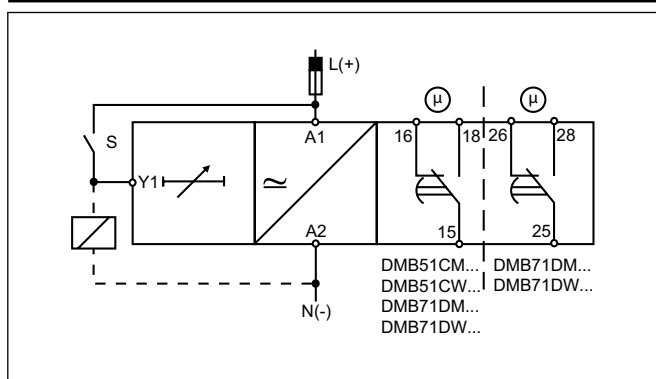 L(+)
µ
µ
S
A1
16
18
26
28
Y1
≃
A2
15
25
N(-)
DMB51CM...
DMB51CW...
DMB71DM...
DMB71DW...
DMB71DM...
DMB71DW...